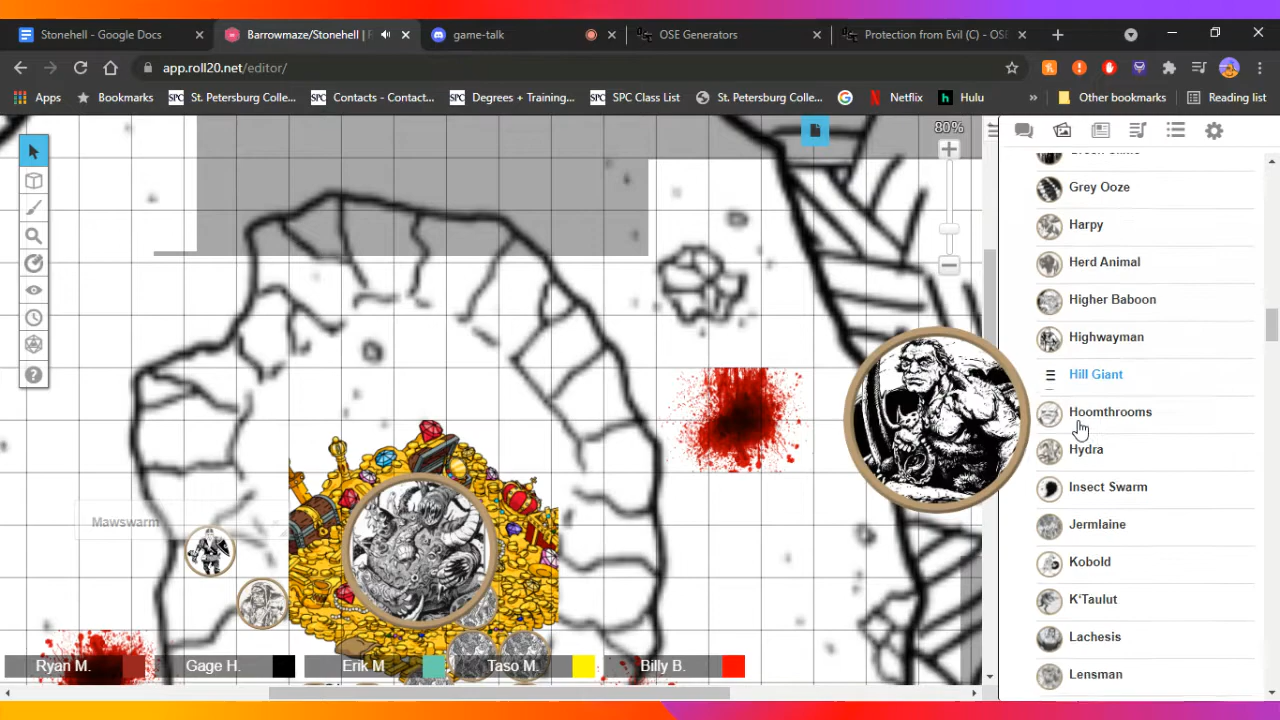 Stonehell - Google Docs
Barrowmaze/Stonehell | F
game-talk
OSE Generators
Protection from Evil (C) - OSE
app.roll20.net/editor/
Apps
Bookmarks
St. Petersburg Colle...
Contacts - Contact...
Degrees + Training...
SPC Class List
St. Petersburg Colle...
Netflix
Hulu
Other bookmarks
Reading list
80%
Grey Ooze
Harpy
Herd Animal
Higher Baboon
Highwayman
Hill Giant
Hoomthrooms
Hydra
Insect Swarm
Jermlaine
Kobold
K'Taulut
Lachesis
Lensman
Mawswarm
Ryan M.
Gage H.
Erik M
Taso M.
Billy B.